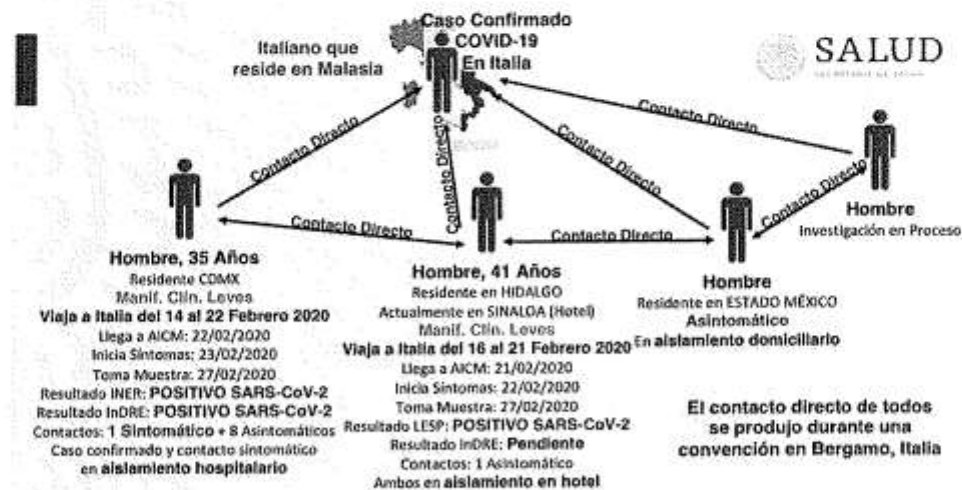 Caso Confirmado
COViD-19
En Italia
Italiano que
reside en Malasia
SALUD
SECRETARÍA DE SALUD
Contacto Directo
Contacto Directo
Contacto Directo
Contacto Directo
Contacto Directo
Contacto Directo
Contacto Directo
Hombre, 35 Años
Residente CDMX
Manif. Clín. Leves
Viaja a Italia del 14 al 22 Febrero 2020
Llega a AICM: 22/02/2020
Inicia Síntomas: 23/02/2020
Toma Muestra: 27/02/2020
Resultado INER: POSITIVO SARS-CoV-2
Resultado InDRE: POSITIVO SARS-CoV-2
Contactos: 1 Sintomático + 8 Asintomáticos
Caso confirmado y contacto sintomático
en aislamiento hospitalario
Hombre, 41 Años
Residente en HIDALGO
Actualmente en SINALOA (Hotel)
Manif. Clín. Leves
Viaja a Italia del 16 al 21 Febrero 2020
Llega a AICM: 21/02/2020
Inicia Síntomas: 22/02/2020
Toma Muestra: 27/02/2020
Resultado LESP: POSITIVO SARS-CoV-2
Resultado InDRE: Pendiente
Contactos: 1 Asintomático
Ambos en aislamiento en hotel
Hombre
Residente en ESTADO MÉXICO
Asintomático
En aislamiento domiciliario
Hombre
Investigación en Proceso
El contacto directo de todos
se produjo durante una
convención en Bergamo, Italia